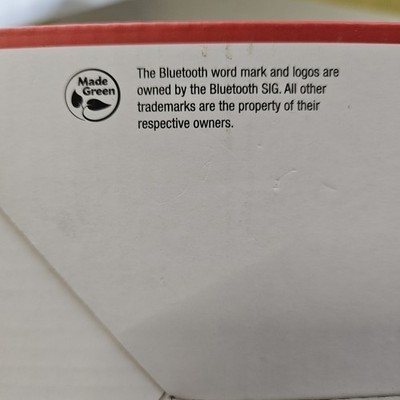 Made
Green
The Bluetooth word mark and logos are
owned by the Bluetooth SIG. All other
trademarks are the property of their
respective owners.